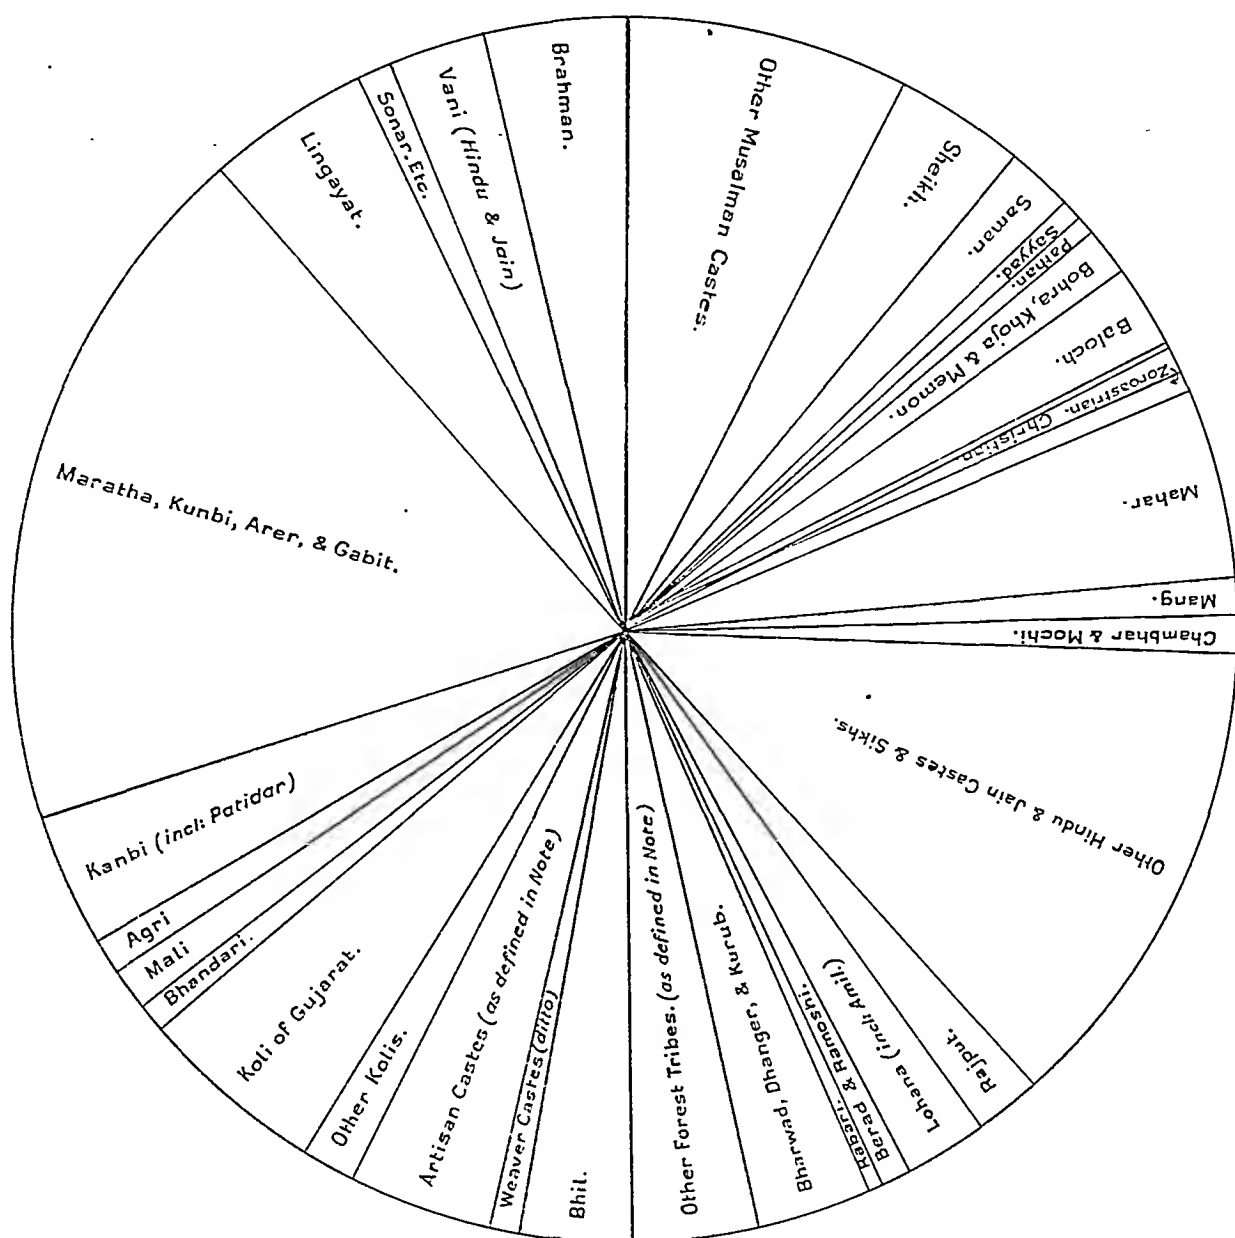 Brahman.
Vani (Hindu & Jain)
Sonar. Etc.
Lingayat.
Maratha, Kunbi, Arer, & Gabit.
Kanbi (incl: Patidar)
Agri
Mali
Bhandari.
Koli of Gujarat.
Other Kolis.
Artisan Castes (as defined in Note)
Weaver Castes (ditto)
Bhil.
Other Forest Tribes. (as defined in Note)
Bharwad, Dhanger, & Kurub.
Rabari.
Berad & Ramoshi.
Lohana (incl: Amil.)
Rajput.
Other Hindu & Jain Castes & Sikhs.
Chambhar & Mochi.
Mang.
Mahar.
Christian.
Zoroastrian.
Baloch.
Bohra, Khoja & Memon.
Pathan.
Sayyad.
Saman.
Sheikh.
Other Musalman Castes.